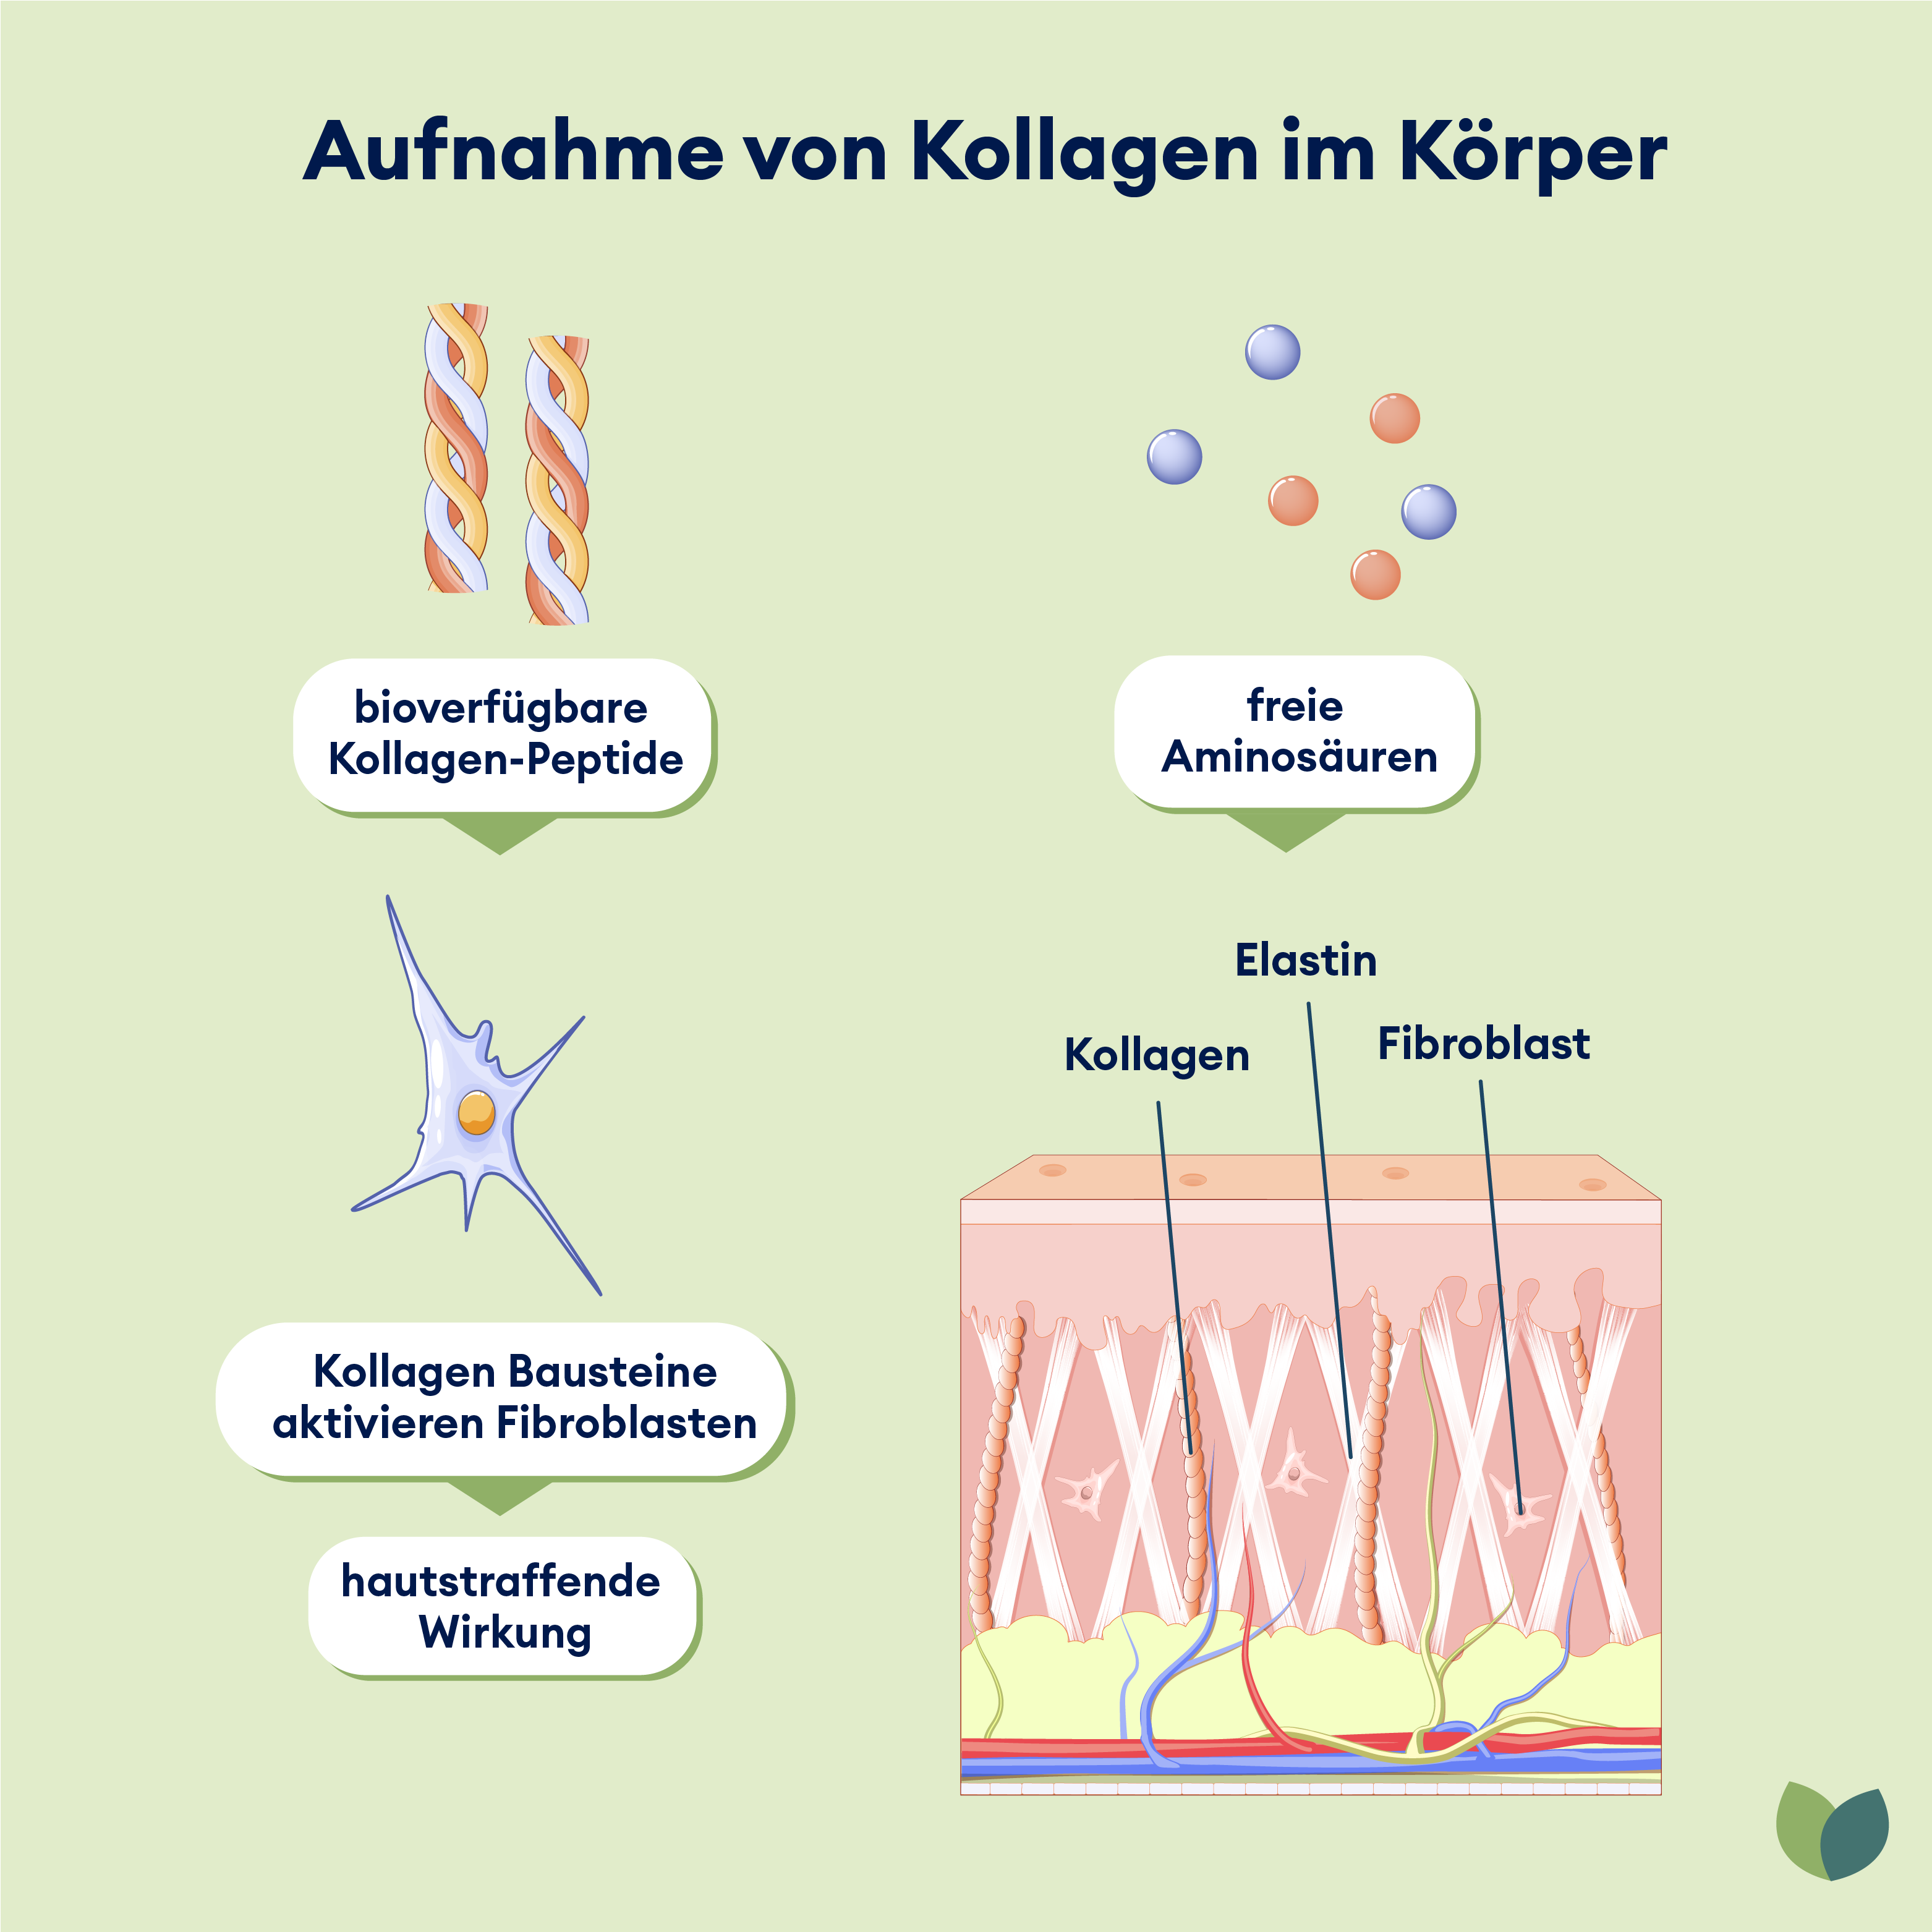 Aufnahme von Kollagen im Körper
bioverfügbare
Kollagen-Peptide
freie
Aminosäuren
Elastin
Kollagen
Fibroblast
Kollagen Bausteine
aktivieren Fibroblasten
hautstraffende
Wirkung